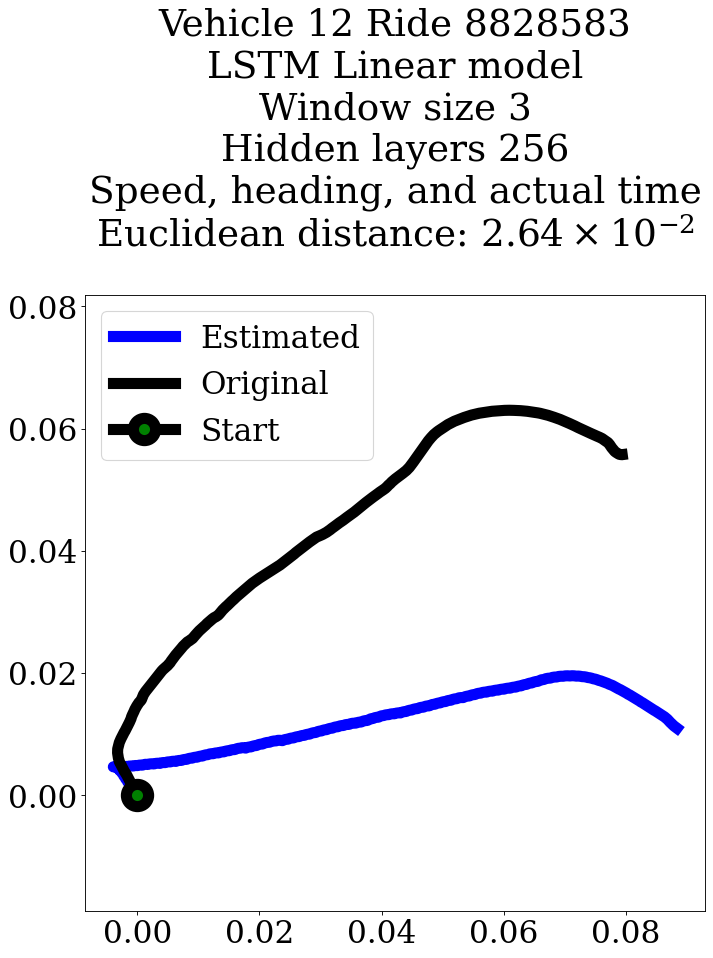 Vehicle 12 Ride 8828583
LSTM Linear model
Window size 3
Hidden layers 256
Speed, heading, and actual time
Euclidean distance: 2.64 × 10⁻²
0.08
0.06
0.04
0.02
0.00
Estimated
Original
Start
0.00 0.02 0.04 0.06 0.08